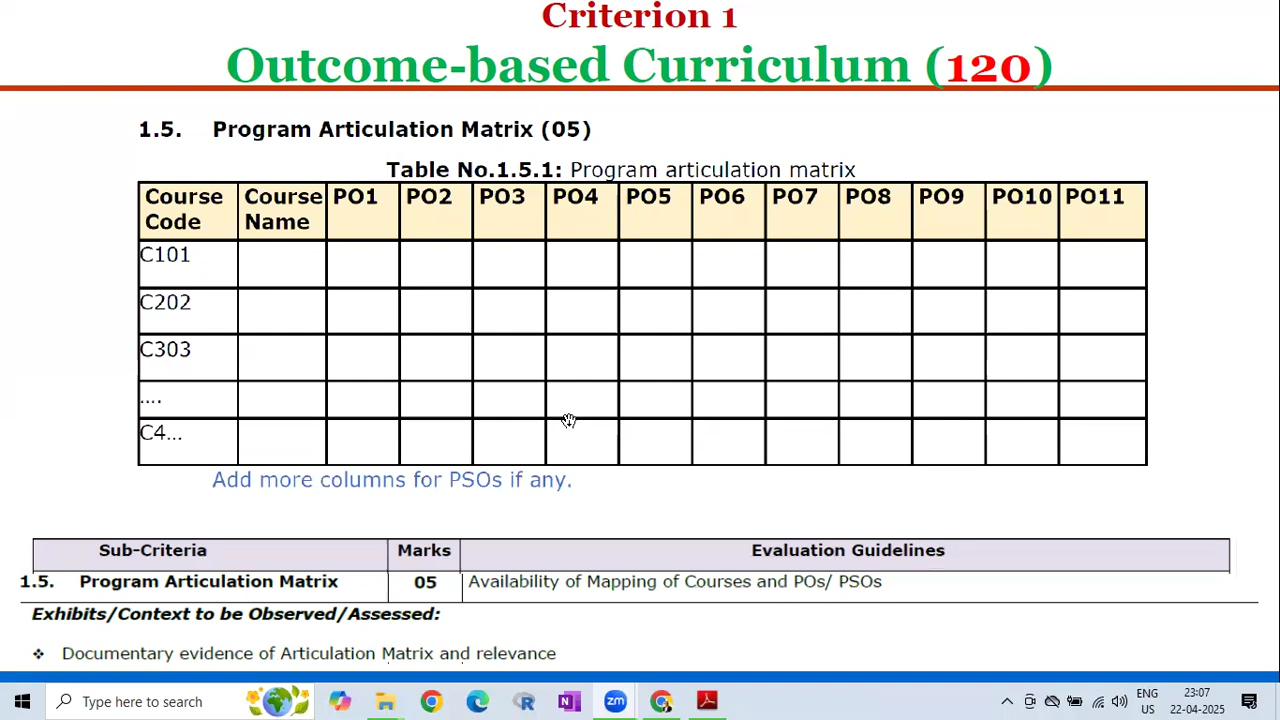 Criterion 1
Outcome-based Curriculum (120)
1.5. Program Articulation Matrix (05)
Table No.1.5.1: Program articulation matrix
Course Code Course Name PO1 PO2 PO3 PO4 PO5 PO6 PO7 PO8 PO9 PO10 PO11
C101
C202
C303
....
C4...
Add more columns for PSOs if any.
Sub-Criteria Marks Evaluation Guidelines
1.5. Program Articulation Matrix 05 Availability of Mapping of Courses and POs/ PSOs
Exhibits/Context to be Observed/Assessed:
❖ Documentary evidence of Articulation Matrix and relevance
Type here to search
zm
ENG
US
23:07
22-04-2025